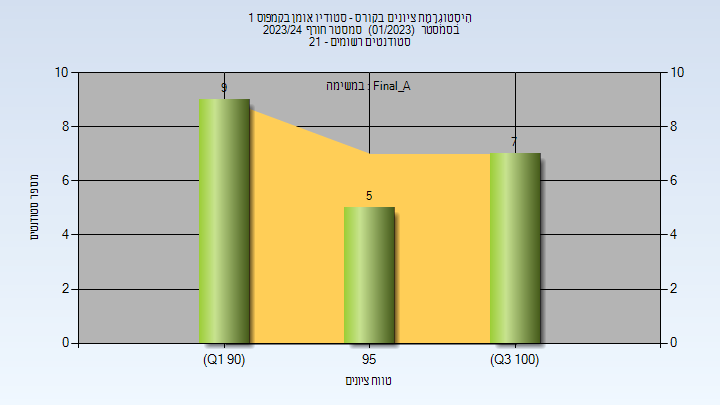 היסטוגרמת ציונים בקורס - סטודיו אומן בקמפוס 1
בסמסטר (01/2023) סמסטר חורף 2023/24
סטודנטים רשומים - 21
במשימה : Final_A
10
8
6
4
2
0
10
8
6
4
2
0
9
5
7
מספר סטודנטים
(Q1 90)
95
(Q3 100)
טווח ציונים